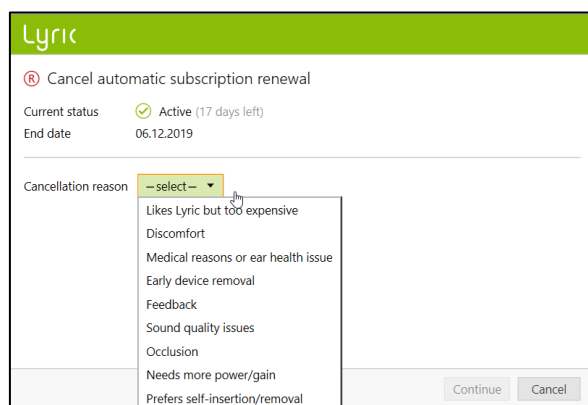 Lyric
R Cancel automatic subscription renewal
Current status Active (17 days left)
End date 06.12.2019
Cancellation reason – select –
Likes Lyric but too expensive
Discomfort
Medical reasons or ear health issue
Early device removal
Feedback
Sound quality issues
Occlusion
Needs more power/gain
Prefers self-insertion/removal
Continue Cancel